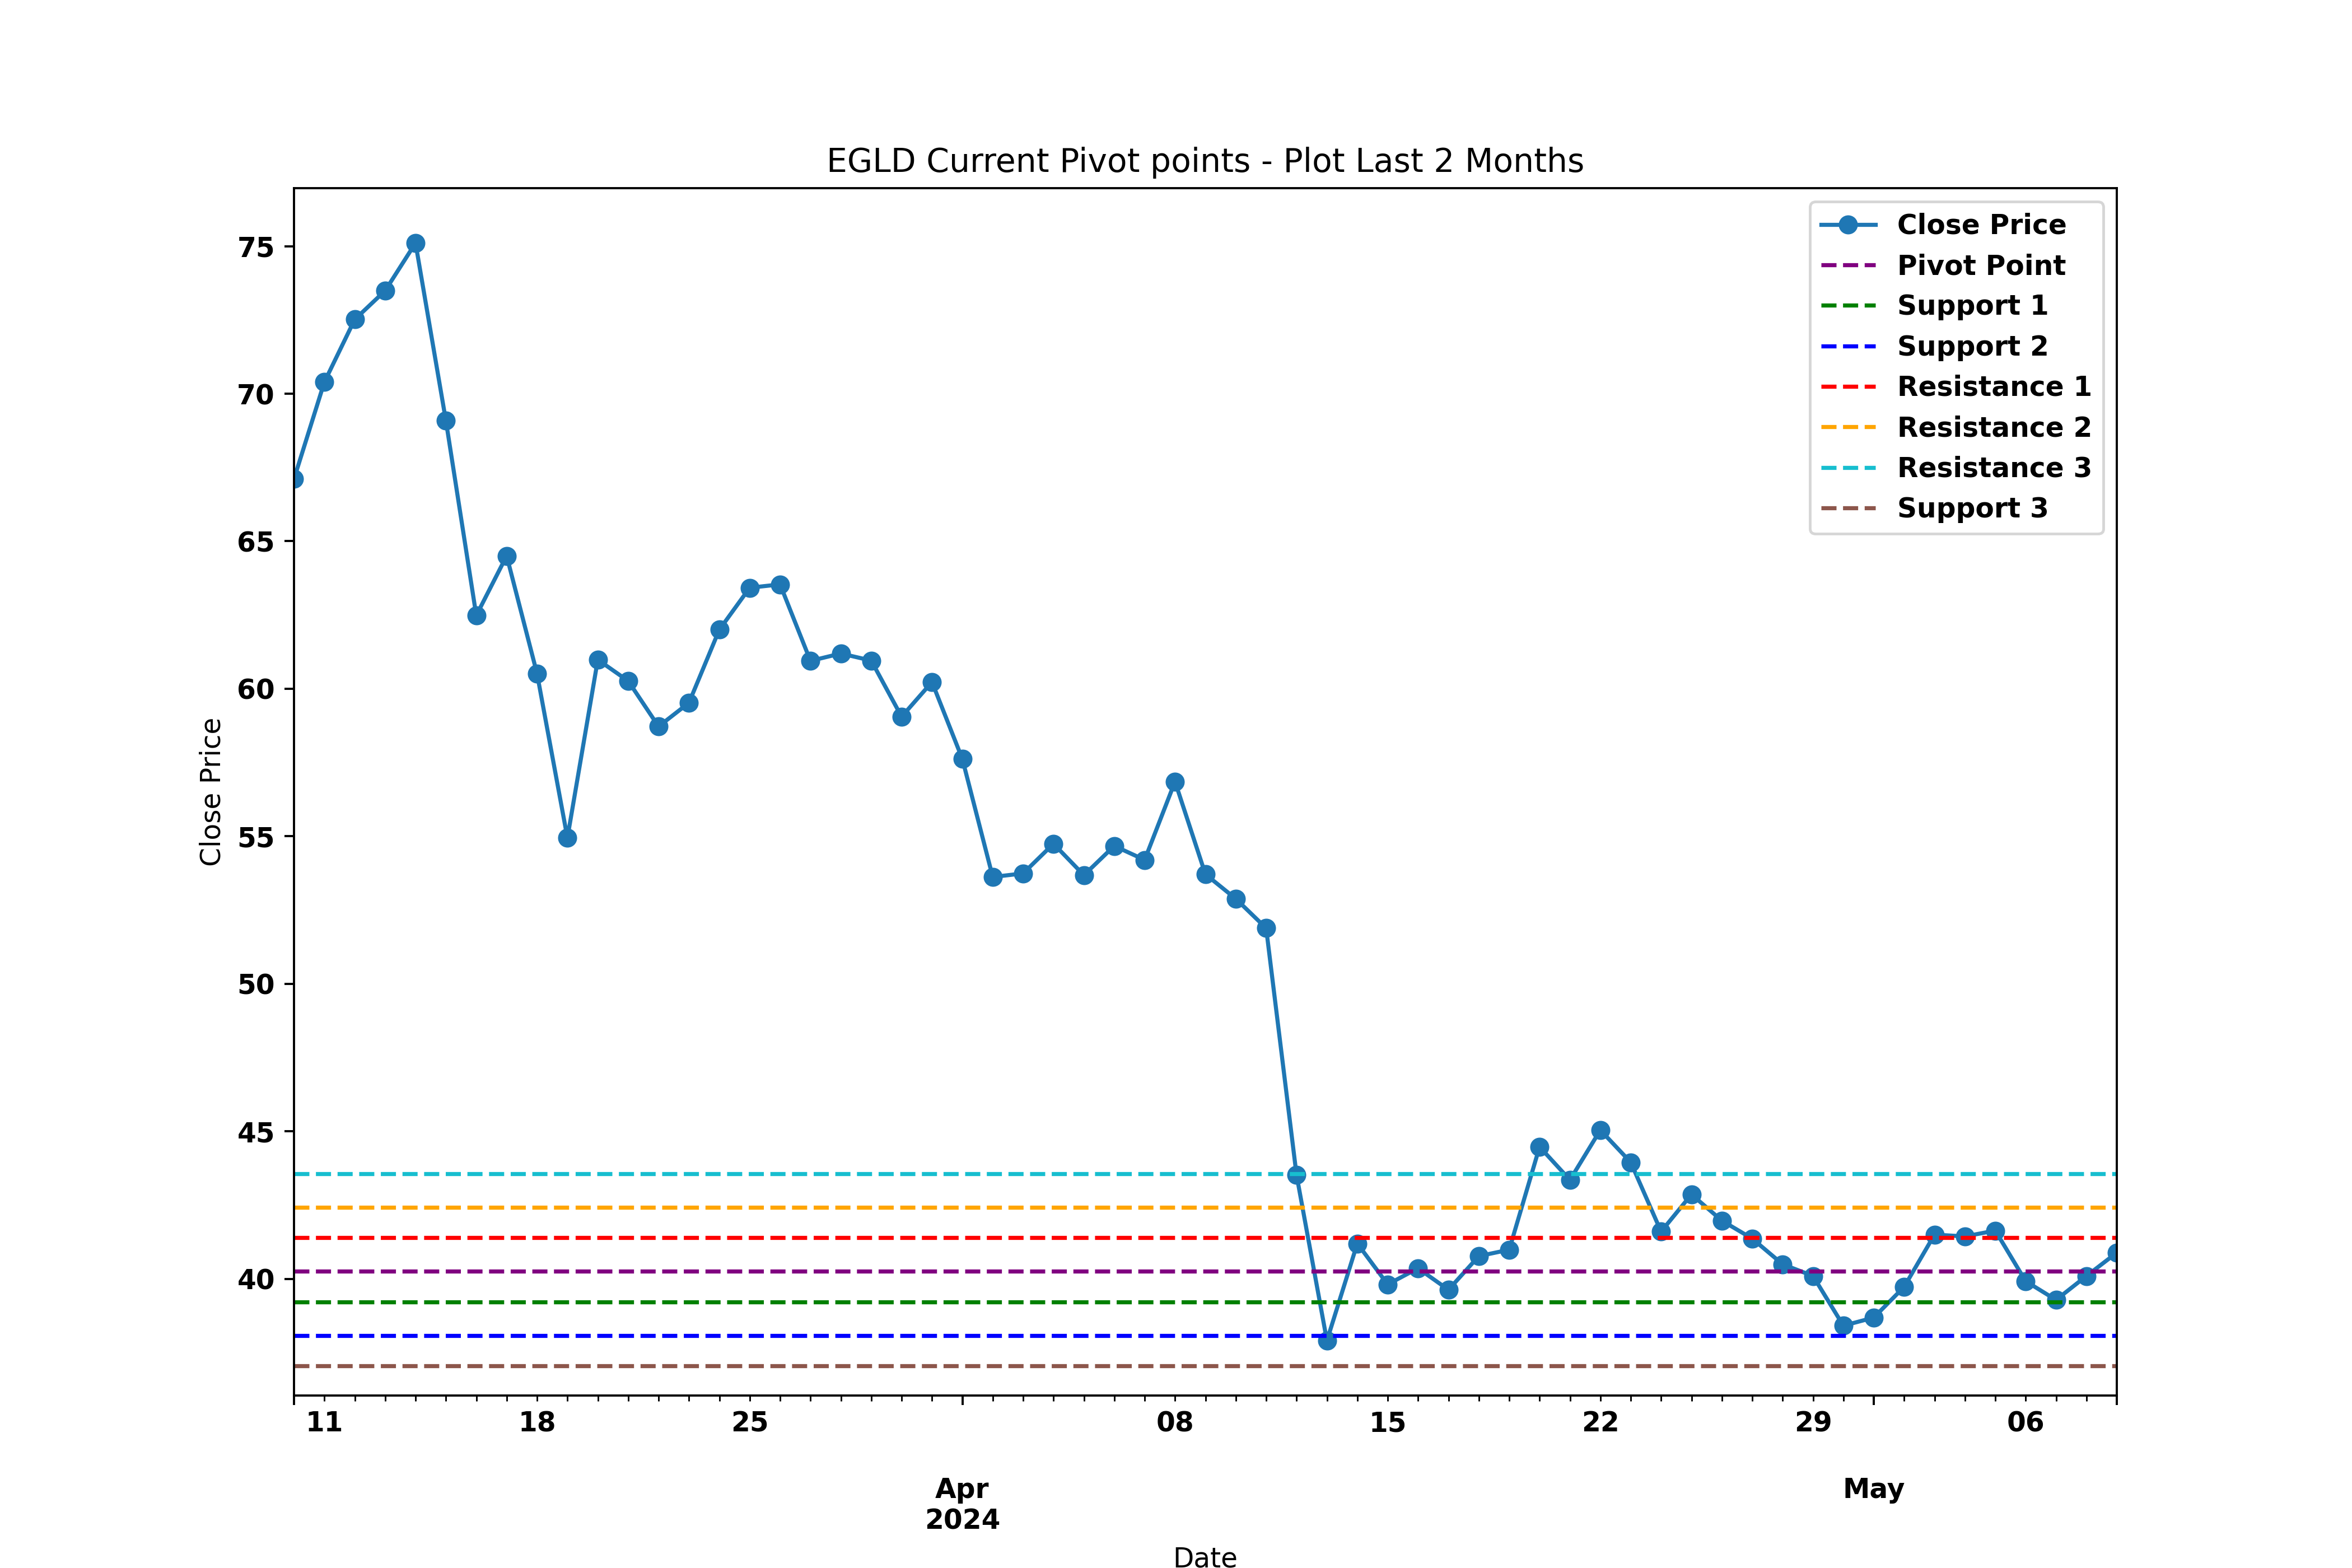 EGLD Current Pivot points - Plot Last 2 Months
Close Price
Pivot Point
Support 1
Support 2
Resistance 1
Resistance 2
Resistance 3
Support 3
75
70
65
60
55
50
45
40
Close Price
11 18 25 08 15 22 29 06
Apr May
2024
Date